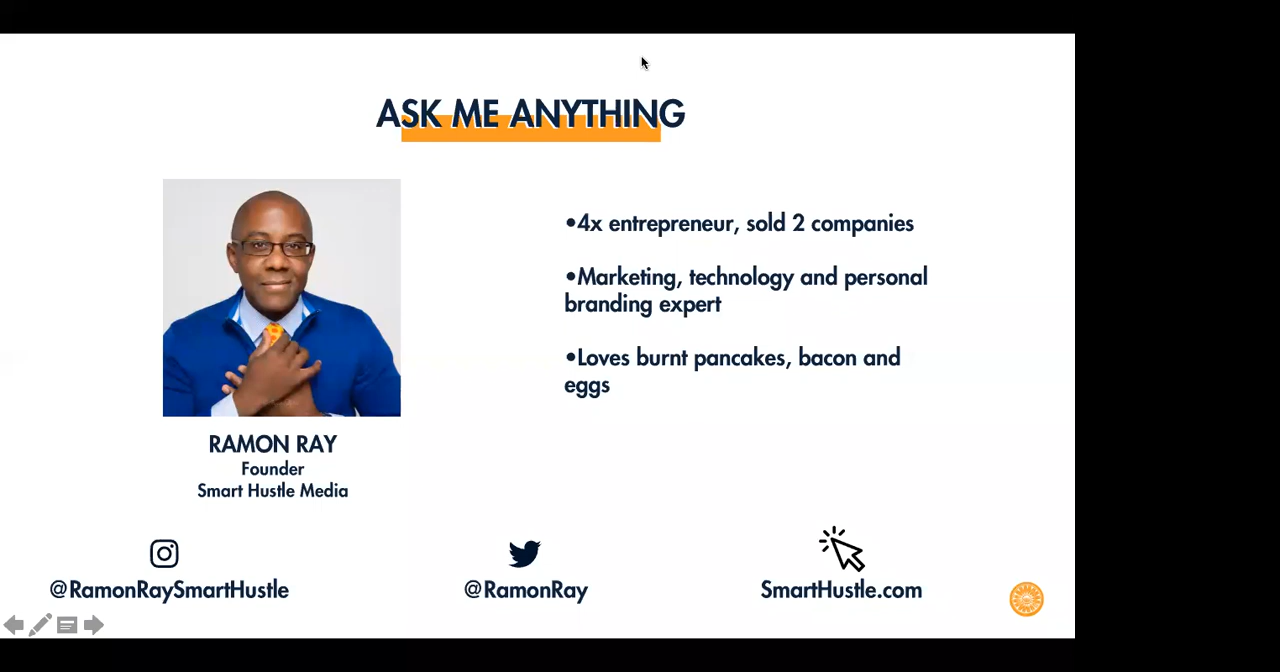 ASK ME ANYTHING
•4x entrepreneur, sold 2 companies
•Marketing, technology and personal
branding expert
•Loves burnt pancakes, bacon and
eggs
RAMON RAY
Founder
Smart Hustle Media
@RamonRaySmartHustle
@RamonRay
SmartHustle.com